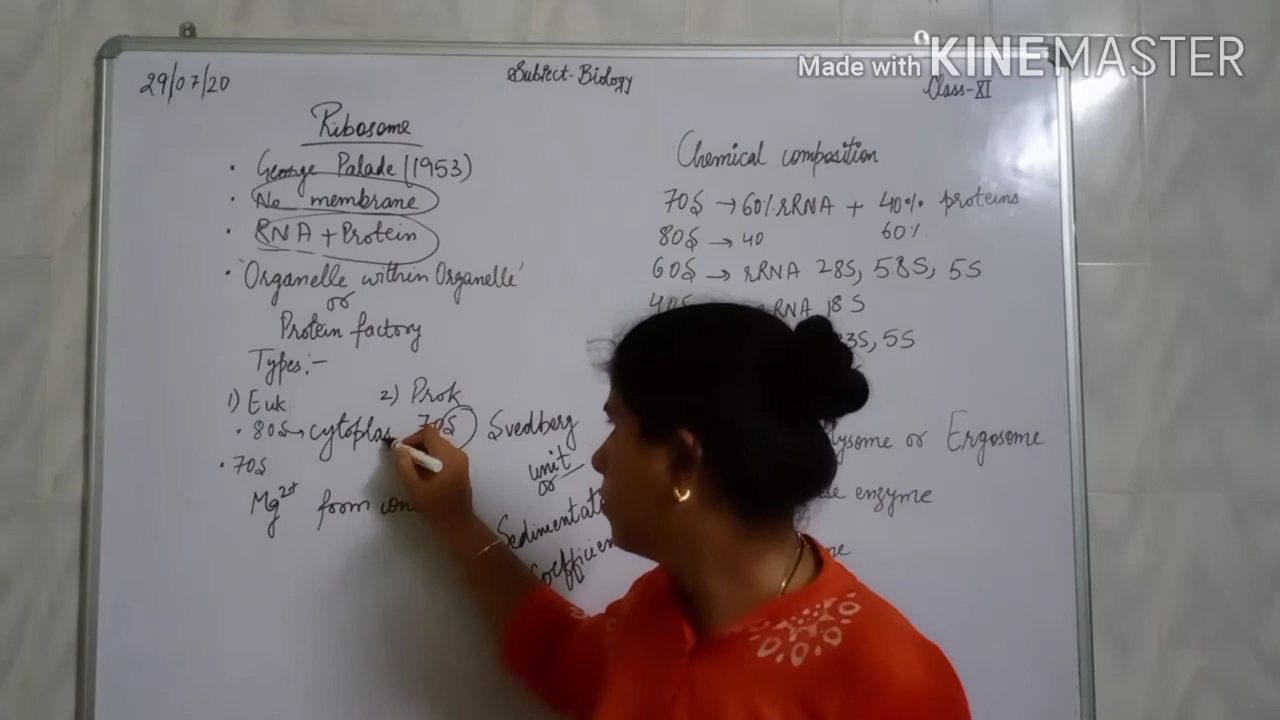 Made with KINEMASTER
29/07/20
Subject-Biology
Class-XI
Ribosome
• George Palade (1953)
• No membrane
• RNA + Protein
• 'Organelle within Organelle'
or
Protein factory
Types:-
1) Euk
• 80S → cytoplas
• 70S
Mg2+ form
2) Prok
70S
Svedberg
unit
or
Chemical composition
70S → 60% rRNA + 40% proteins
80S → 40 60%
60S → rRNA 28S, 5.8S, 5S
18S
5S
or Ergosome
enzyme